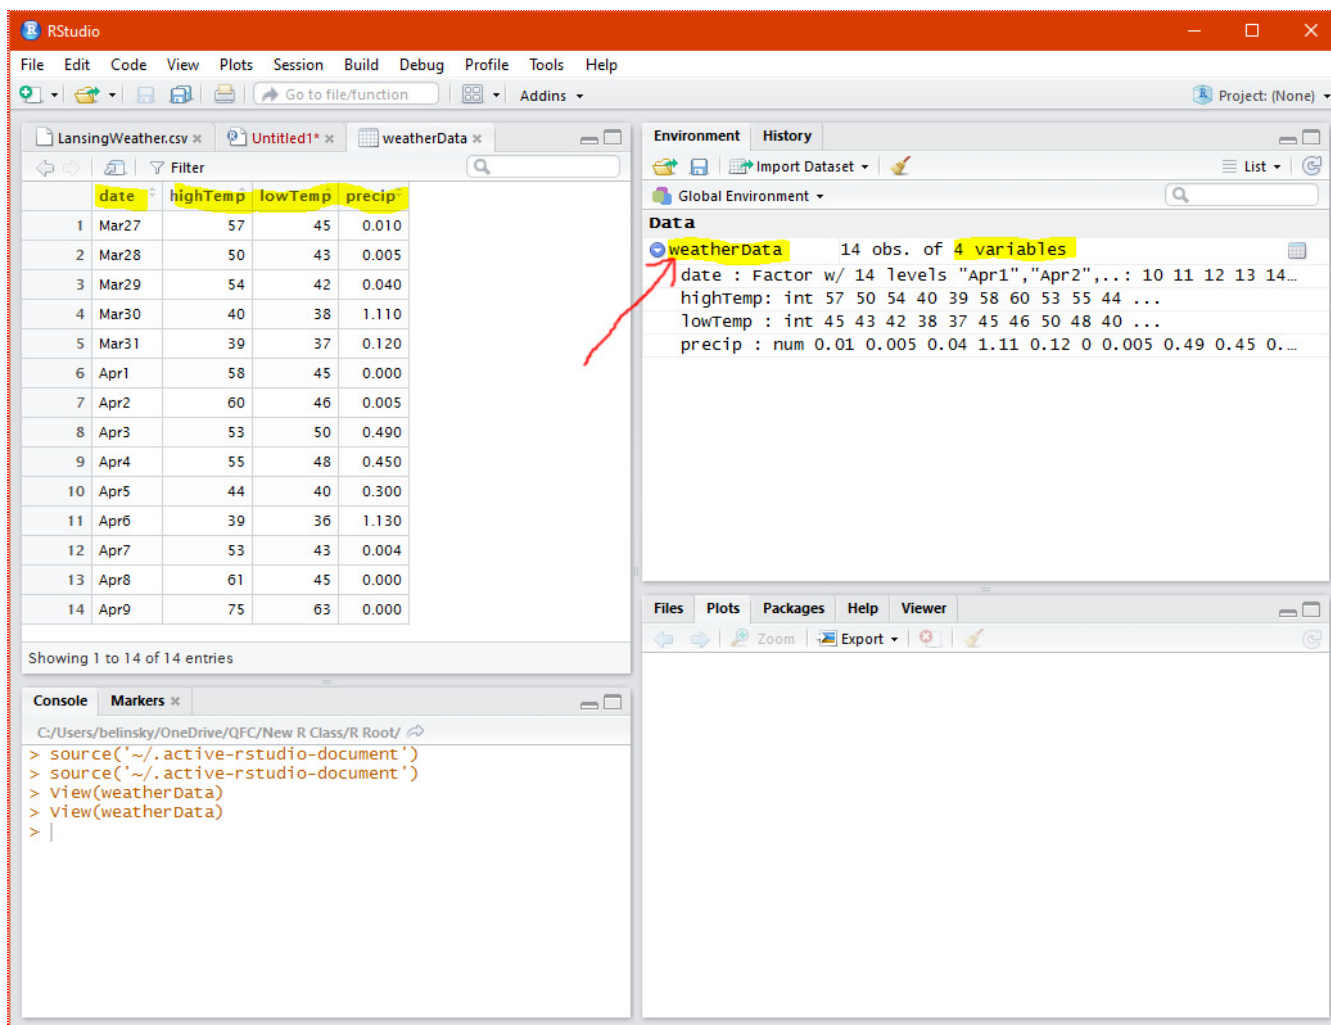 RStudio
File Edit Code View Plots Session Build Debug Profile Tools Help
Go to file/function Addins Project: (None)
LansingWeather.csv Untitled1* weatherData
Filter
date highTemp lowTemp precip
1 Mar27 57 45 0.010
2 Mar28 50 43 0.005
3 Mar29 54 42 0.040
4 Mar30 40 38 1.110
5 Mar31 39 37 0.120
6 Apr1 58 45 0.000
7 Apr2 60 46 0.005
8 Apr3 53 50 0.490
9 Apr4 55 48 0.450
10 Apr5 44 40 0.300
11 Apr6 39 36 1.130
12 Apr7 53 43 0.004
13 Apr8 61 45 0.000
14 Apr9 75 63 0.000
Showing 1 to 14 of 14 entries
Console Markers
C:/Users/belinsky/OneDrive/QFC/New R Class/R Root/
> source('~/.active-rstudio-document')
> source('~/.active-rstudio-document')
> View(weatherData)
> View(weatherData)
>
Environment History
Import Dataset List
Global Environment
Data
weatherData 14 obs. of 4 variables
date : Factor w/ 14 levels "Apr1","Apr2",..: 10 11 12 13 14…
highTemp: int 57 50 54 40 39 58 60 53 55 44 ...
lowTemp : int 45 43 42 38 37 45 46 50 48 40 ...
precip : num 0.01 0.005 0.04 1.11 0.12 0 0.005 0.49 0.45 0.…
Files Plots Packages Help Viewer
Zoom Export